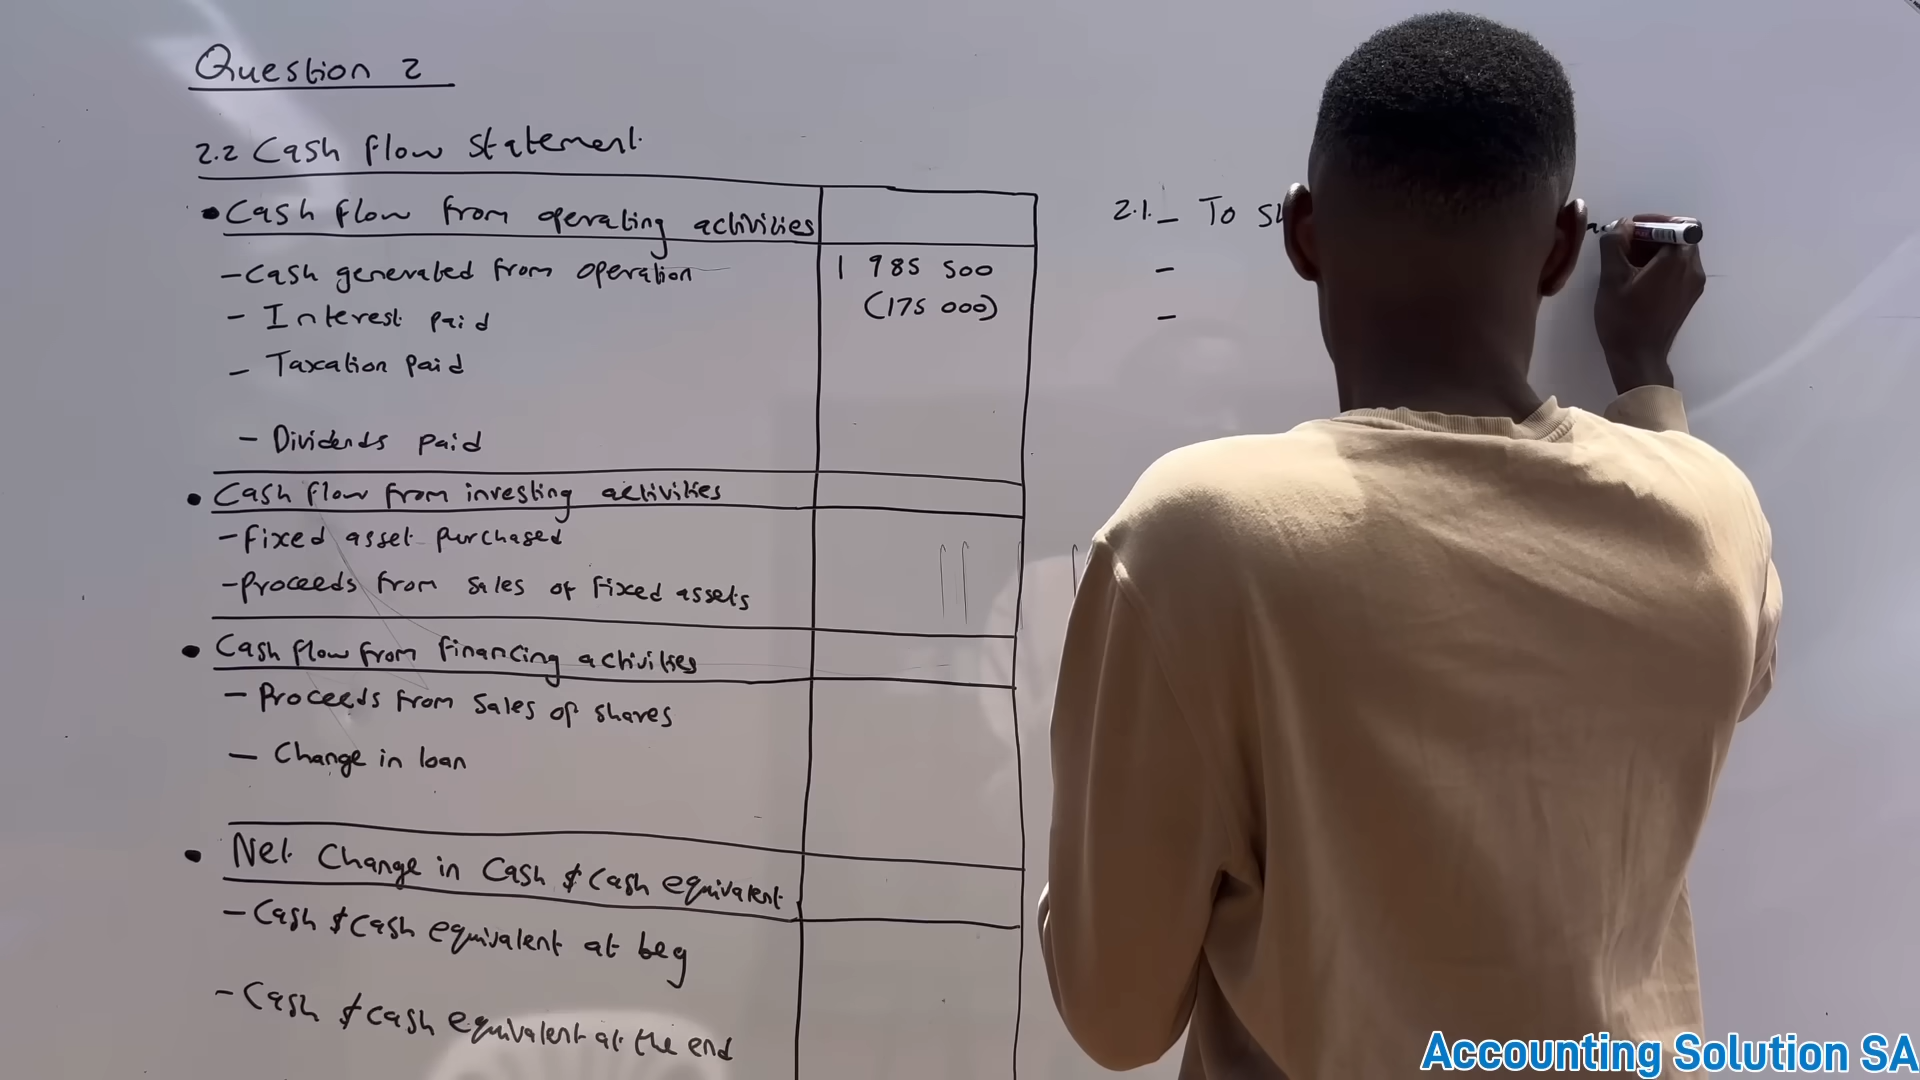 Question 2
2.2 Cash flow statement
• Cash flow from operating activities
- Cash generated from operation 1 985 500
- Interest paid (175 000)
- Taxation paid
- Dividends paid
• Cash flow from investing activities
- Fixed asset purchased
- Proceeds from sales of fixed assets
• Cash flow from financing activities
- Proceeds from sales of shares
- Change in loan
• Net Change in Cash & Cash equivalent
- Cash & Cash equivalent at beg
- Cash & Cash equivalent at the end
2.1. - To
-
-
Accounting Solution SA